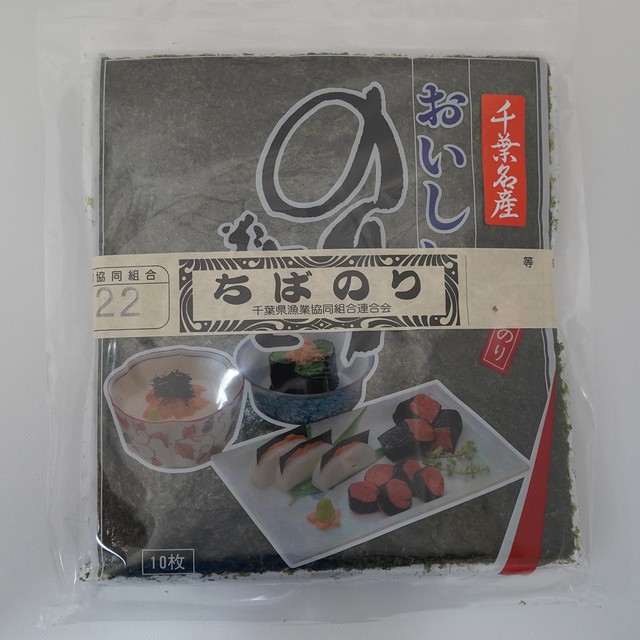 千葉名産
おいし
の
協同組合
22
ちばのり
千葉県漁業協同組合連合会
等
のり
10枚